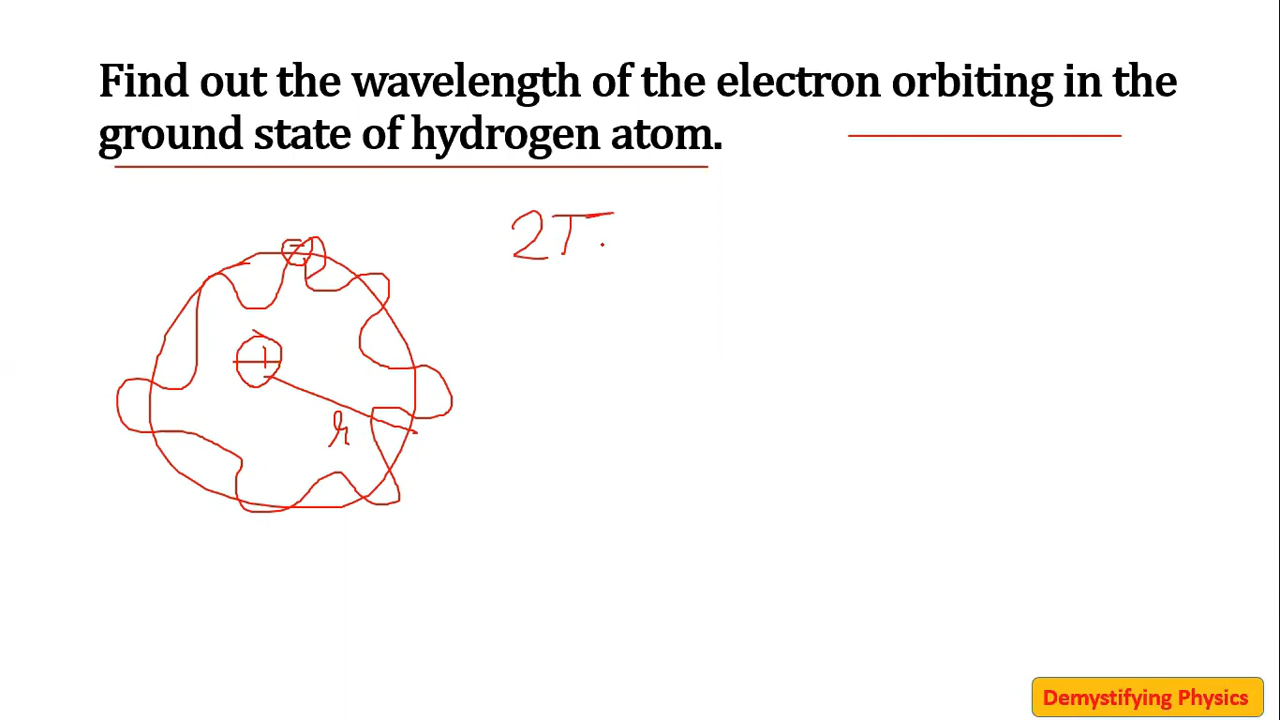 Find out the wavelength of the electron orbiting in the
ground state of hydrogen atom.
2π
r
Demystifying Physics